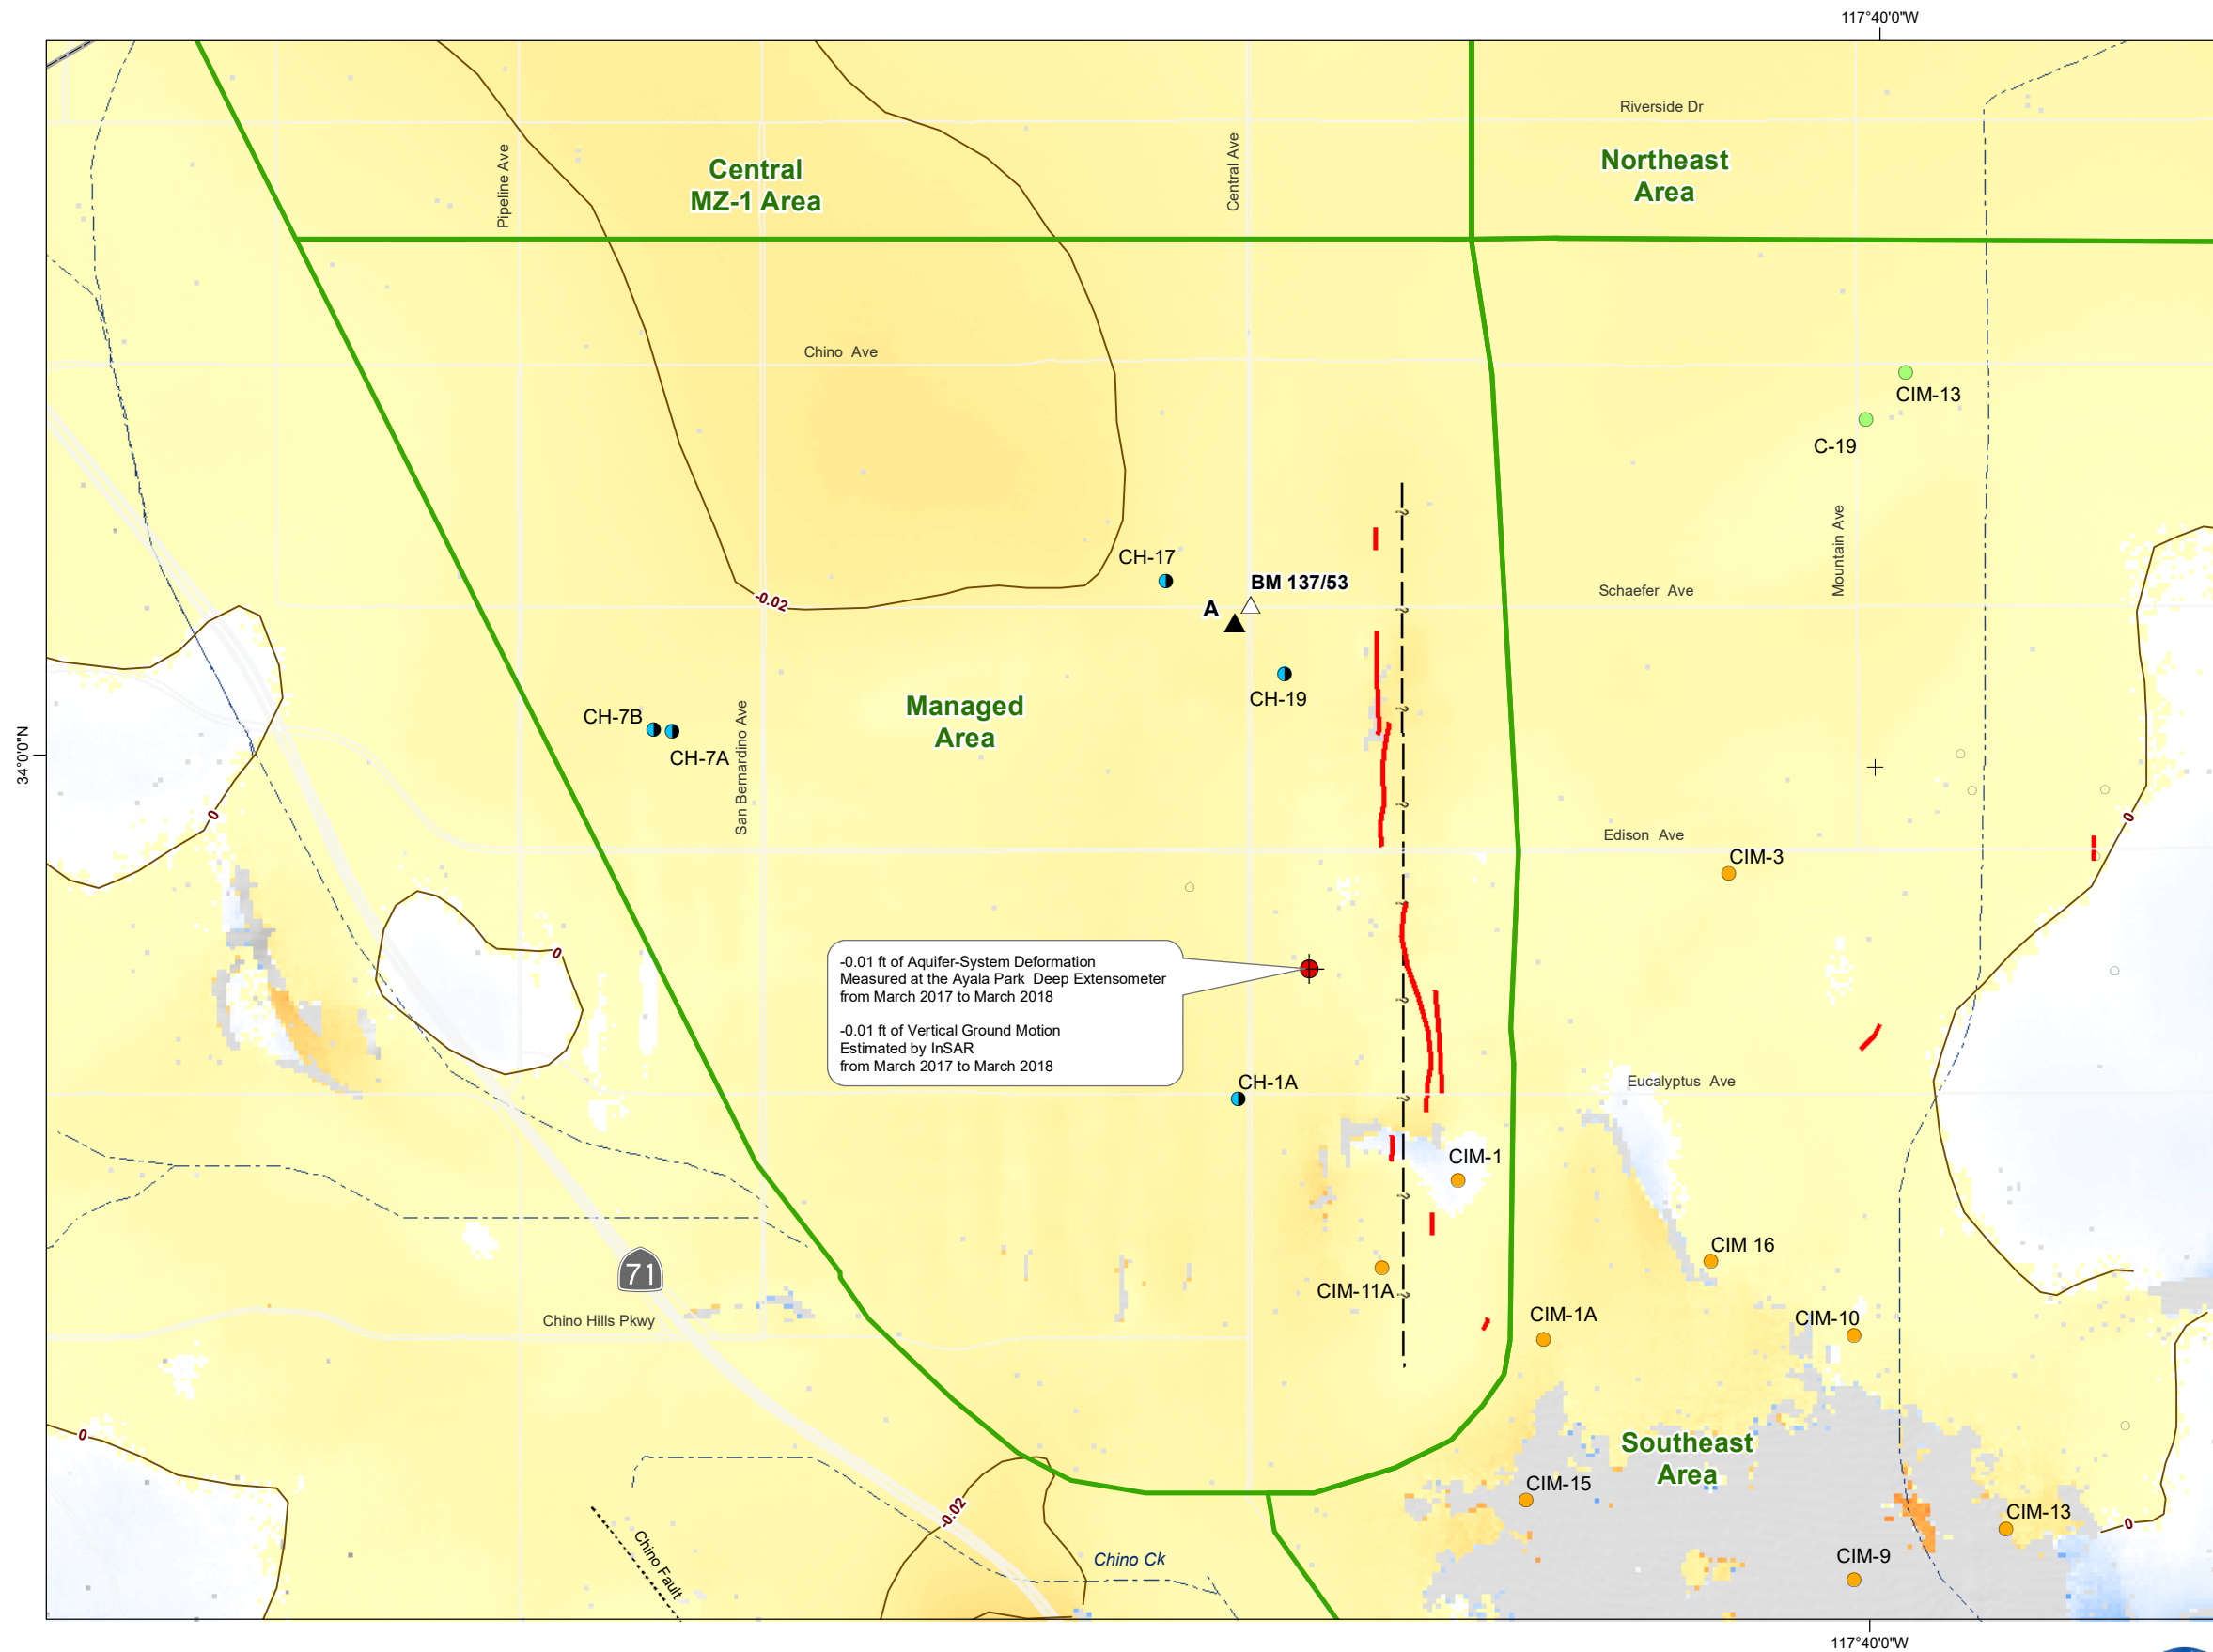 117°40'0"W
Riverside Dr
Pipeline Ave
Central
MZ-1 Area
Central Ave
Northeast
Area
Chino Ave
CIM-13
C-19
Mountain Ave
CH-17
BM 137/53
A
Schaefer Ave
-0.02
CH-19
Managed
Area
CH-7B
CH-7A
San Bernardino Ave
34°0'0"N
0
0
Edison Ave
CIM-3
0
-0.01 ft of Aquifer-System Deformation
Measured at the Ayala Park Deep Extensometer
from March 2017 to March 2018
-0.01 ft of Vertical Ground Motion
Estimated by InSAR
from March 2017 to March 2018
?
?
?
?
?
?
?
?
?
CH-1A
Eucalyptus Ave
CIM-1
CIM 16
71
CIM-11A
Chino Hills Pkwy
CIM-1A
CIM-10
0
Southeast
Area
CIM-15
-0.02
CIM-13
0
Chino Fault
Chino Ck
CIM-9
117°40'0"W